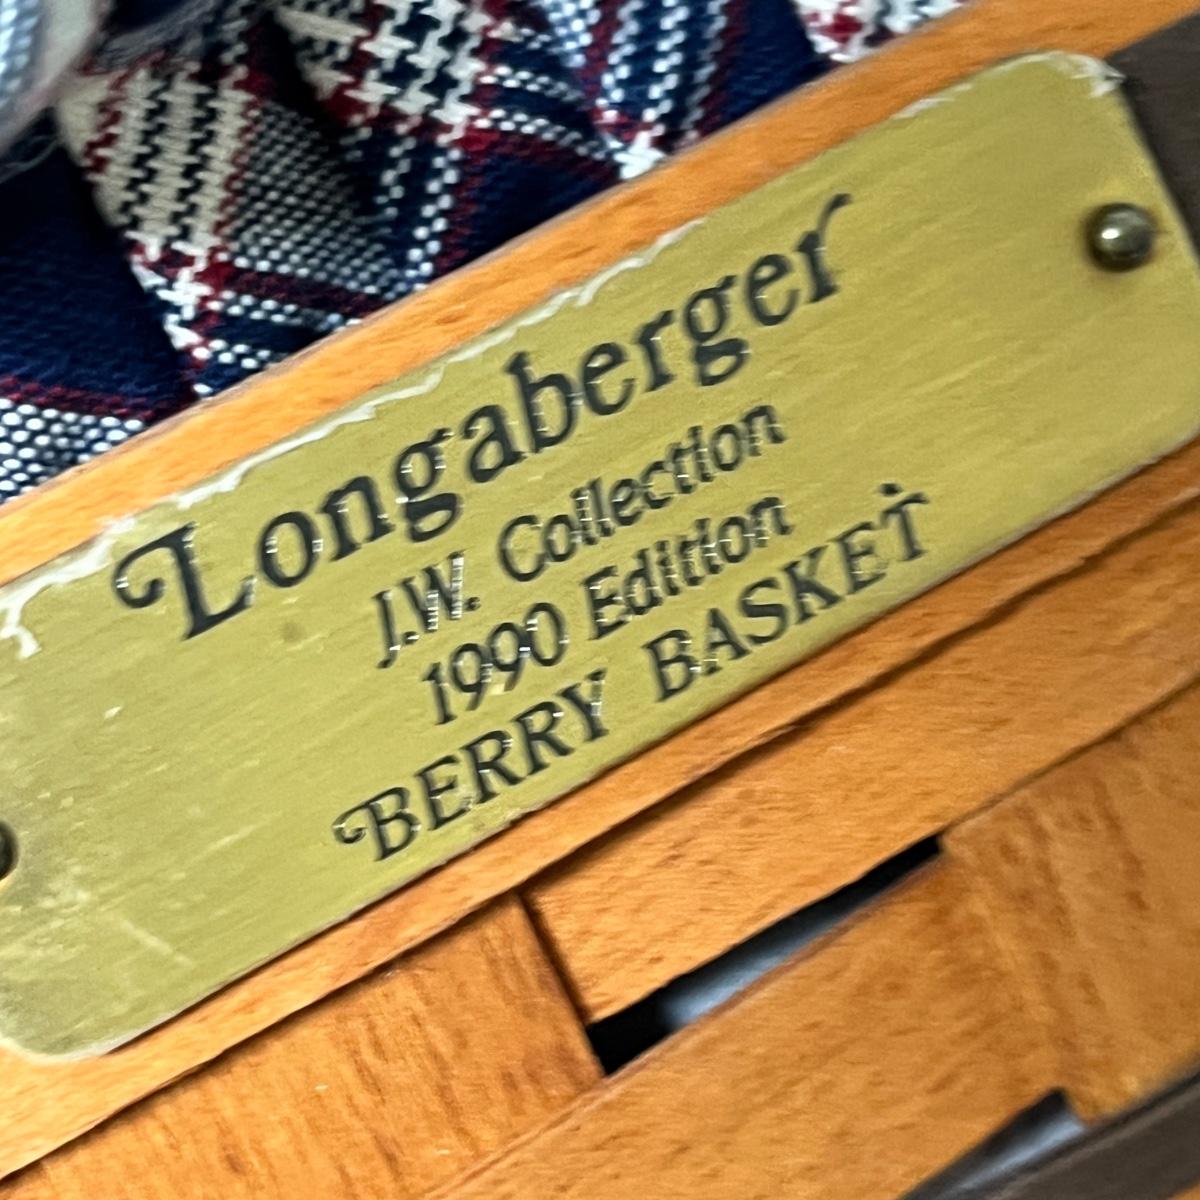 Longaberger
J.W. Collection
1990 Edition
BERRY BASKET